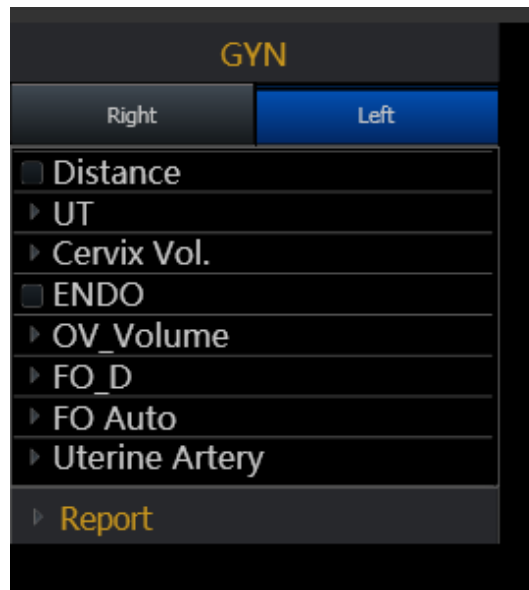 GYN
Right Left
Distance
UT
Cervix Vol.
ENDO
OV_Volume
FO_D
FO Auto
Uterine Artery
Report